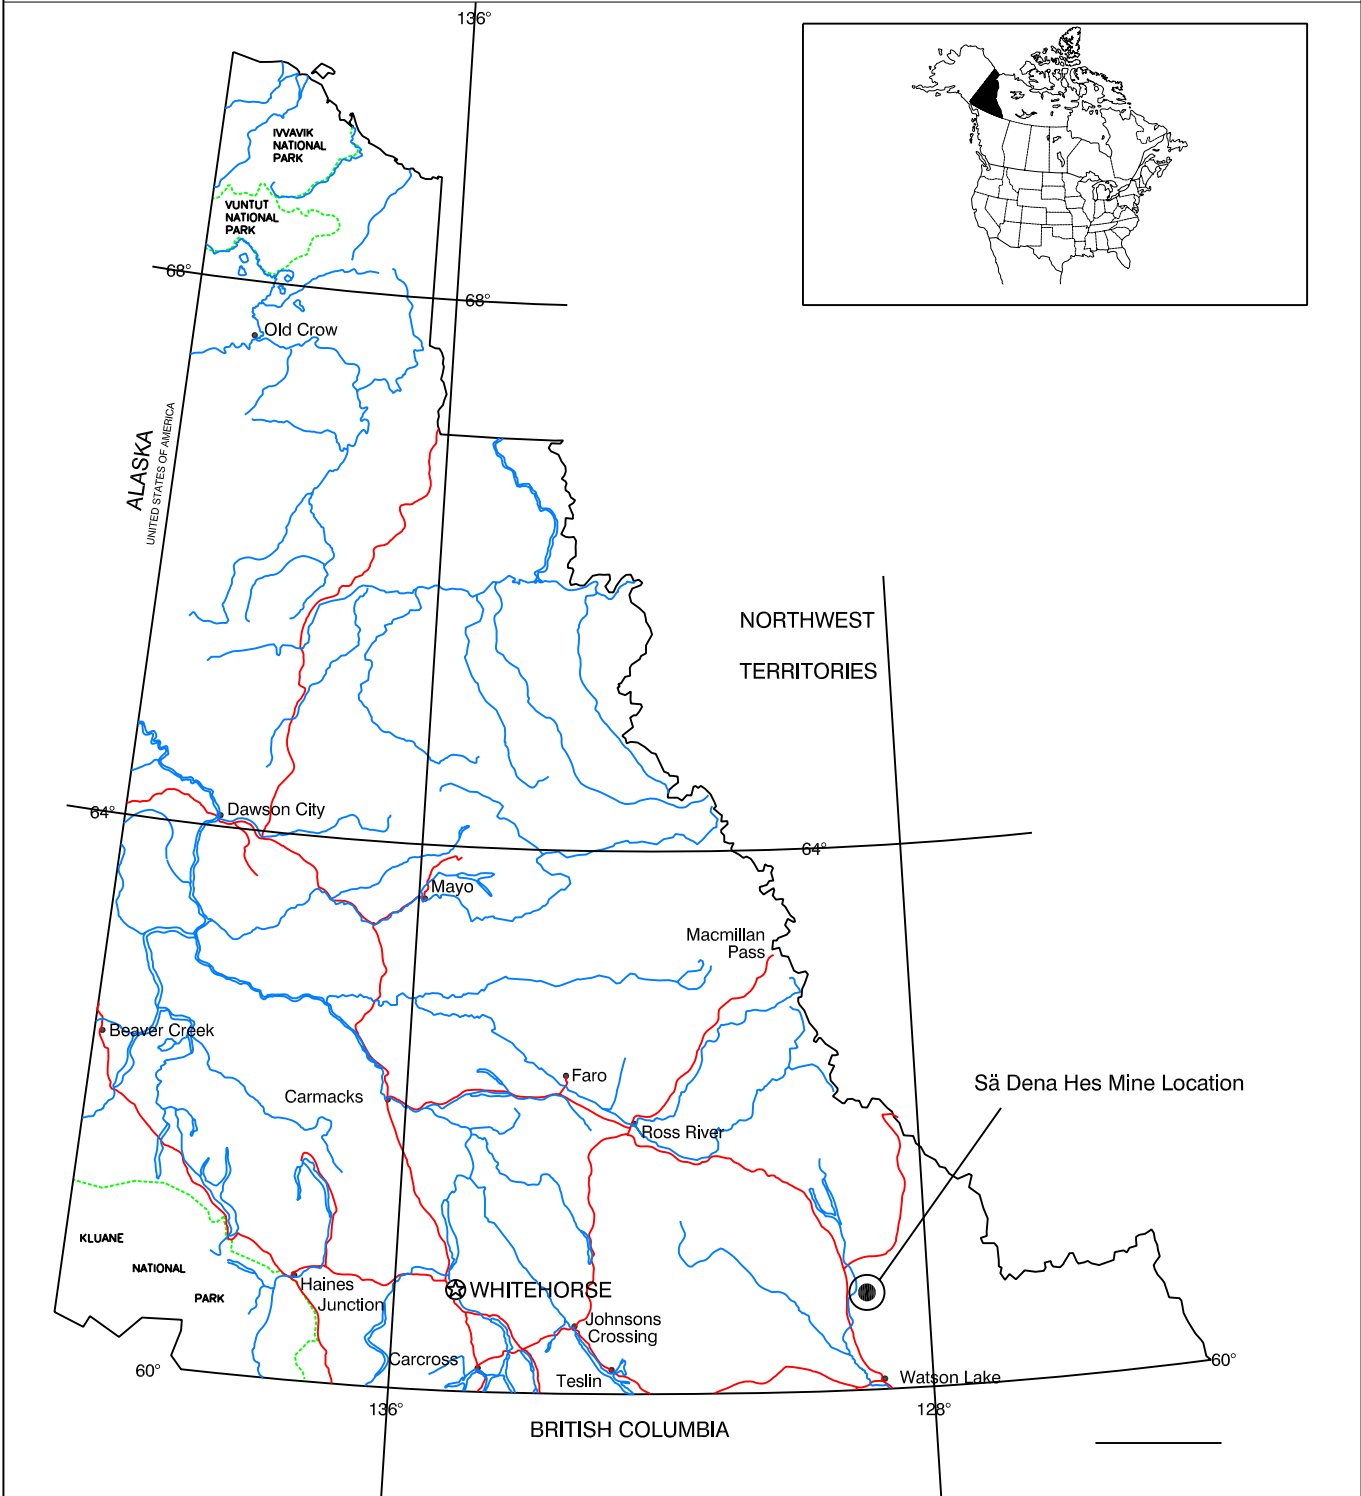 136°
IVVAVIK
NATIONAL
PARK
VUNTUT
NATIONAL
PARK
68°
68°
Old Crow
ALASKA
UNITED STATES OF AMERICA
NORTHWEST
TERRITORIES
64°
Dawson City
64°
Mayo
Macmillan
Pass
Beaver Creek
Faro
Carmacks
Sä Dena Hes Mine Location
Ross River
KLUANE
NATIONAL
PARK
Haines
Junction
WHITEHORSE
Johnsons
Crossing
Carcross
Teslin
60°
60°
Watson Lake
136°
128°
BRITISH COLUMBIA